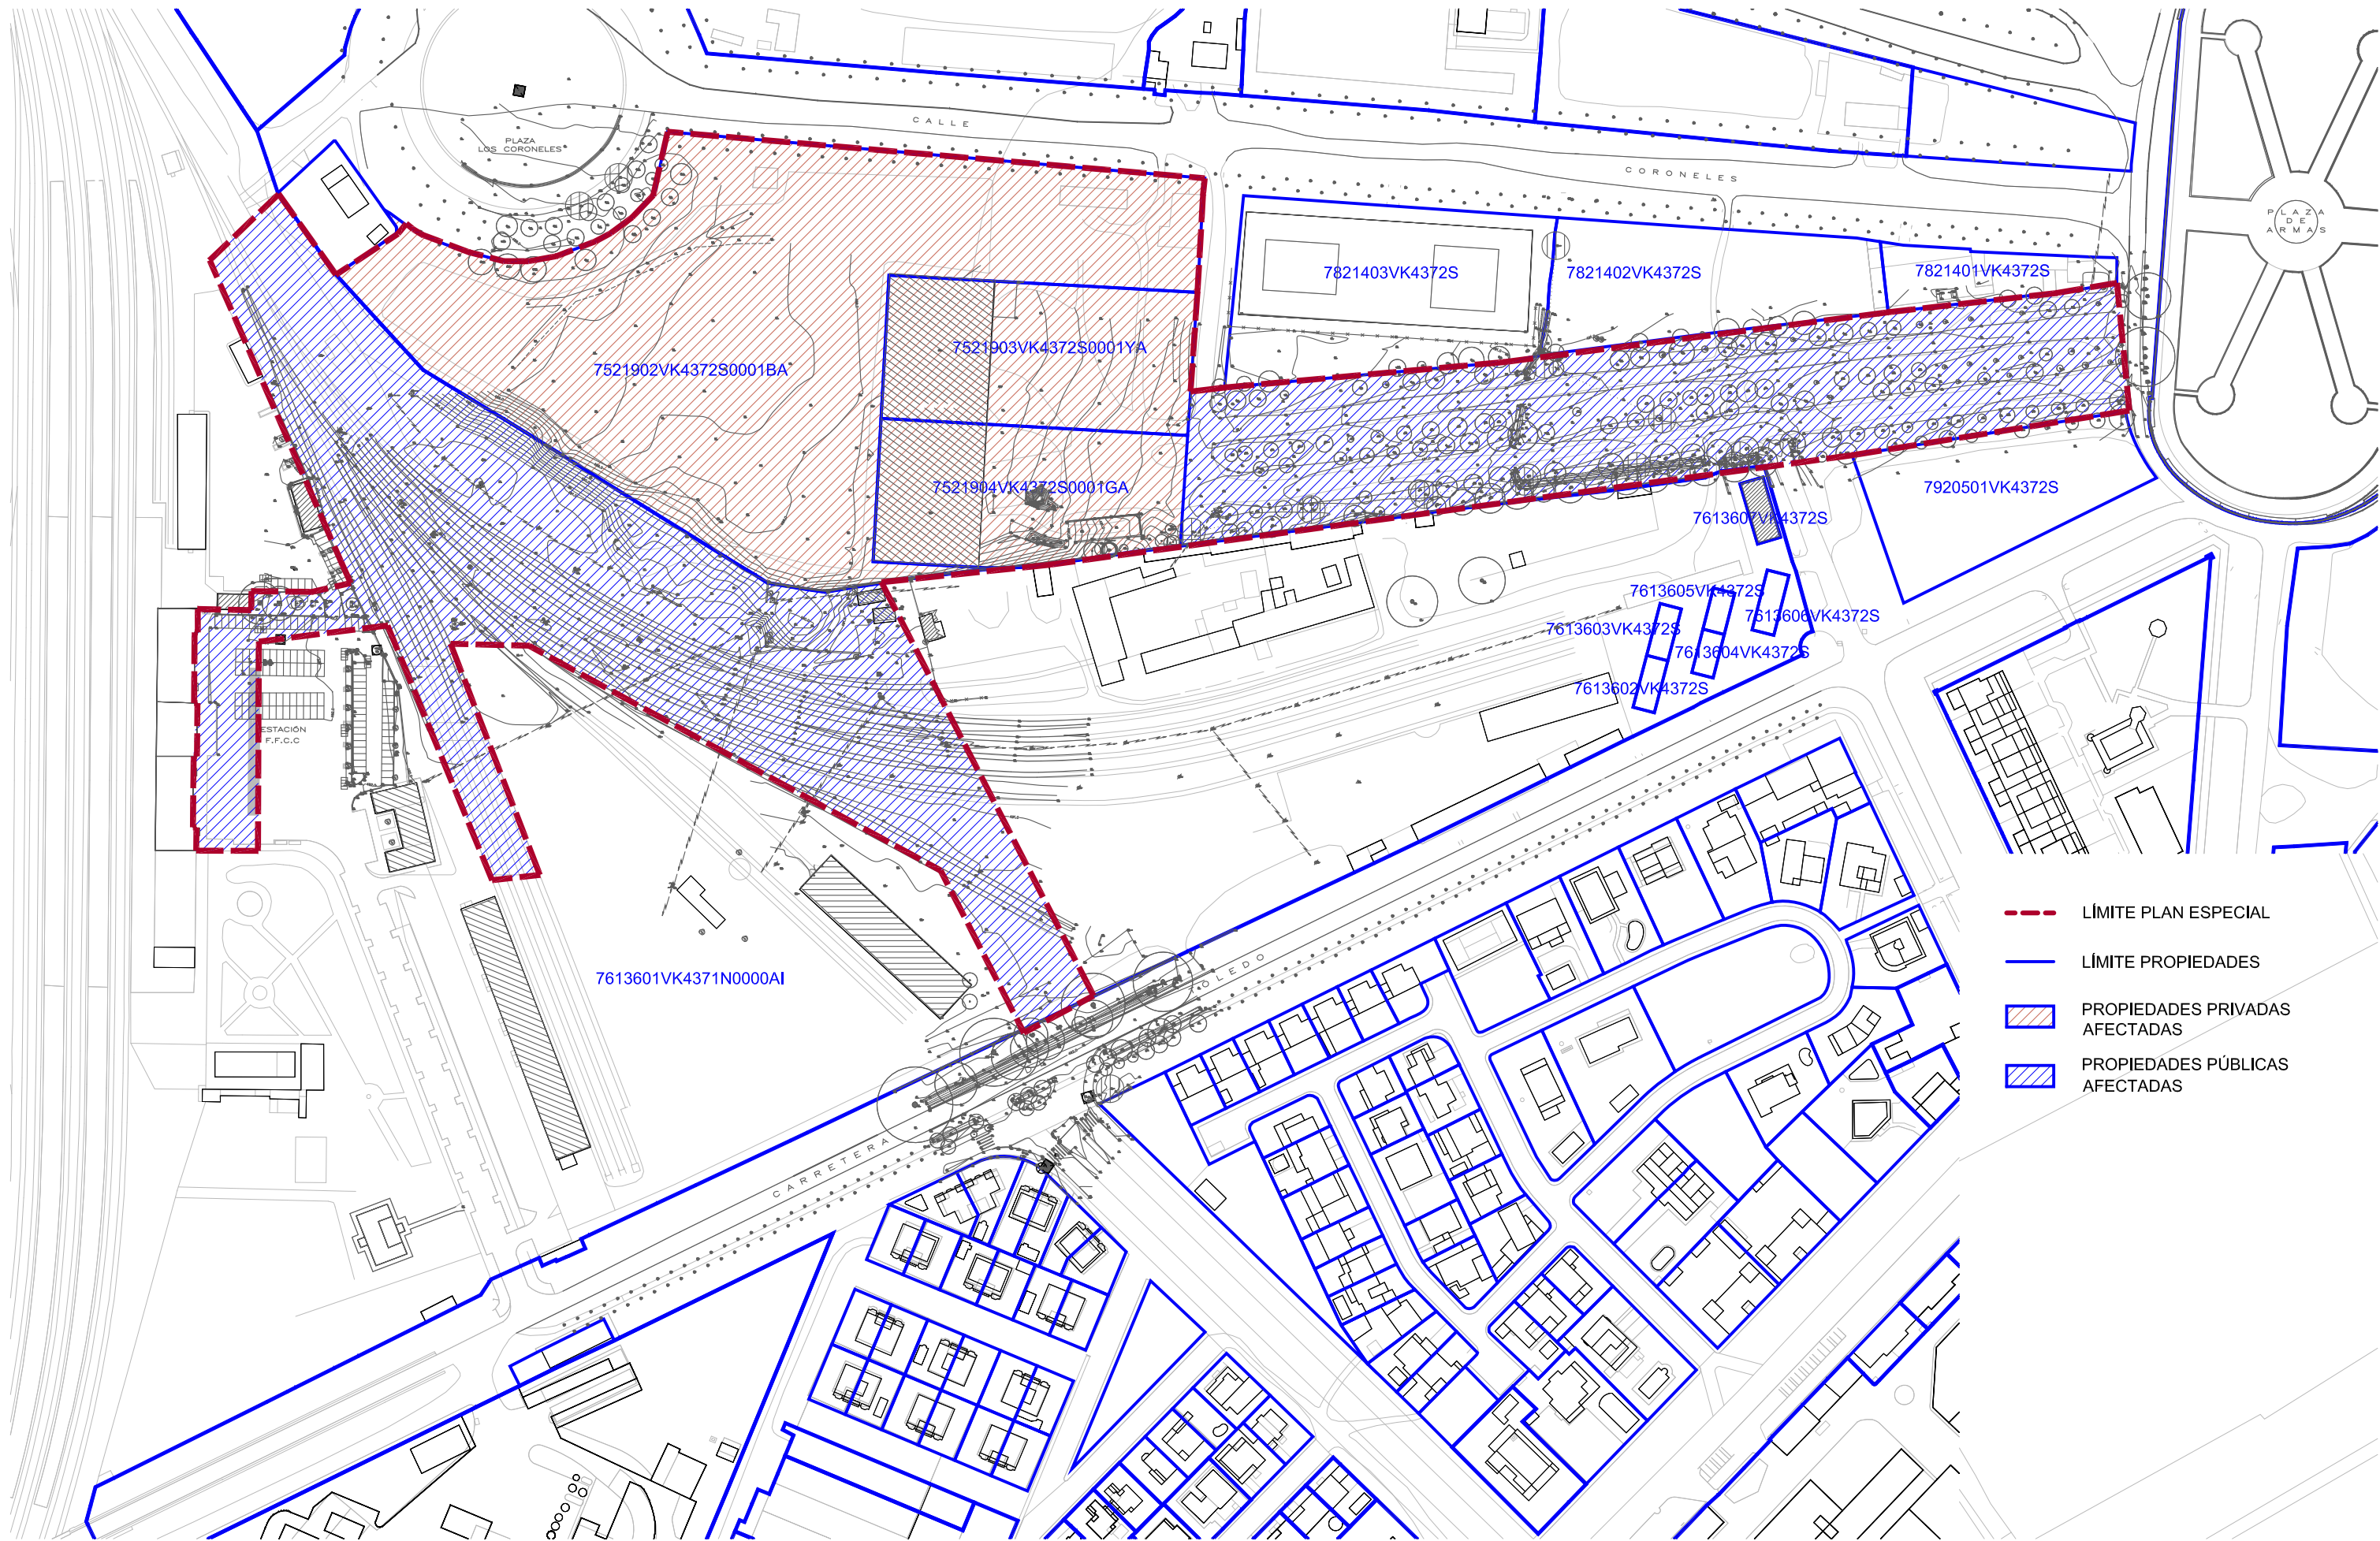 CALLE
PLAZA
LOS CORONELES
CORONELES
PLAZA
DE
ARMAS
7821403VK4372S
7821402VK4372S
7821401VK4372S
7521903VK4372S0001YA
7521902VK4372S0001BA
7521904VK4372S0001GA
7920501VK4372S
7613607VK4372S
7613605VK4372S
7613606VK4372S
7613603VK4372S
7613604VK4372S
7613602VK4372S
ESTACIÓN
F.F.C.C
7613601VK4371N0000AI
CARRETERA
TOLEDO
LÍMITE PLAN ESPECIAL
LÍMITE PROPIEDADES
PROPIEDADES PRIVADAS
AFECTADAS
PROPIEDADES PÚBLICAS
AFECTADAS